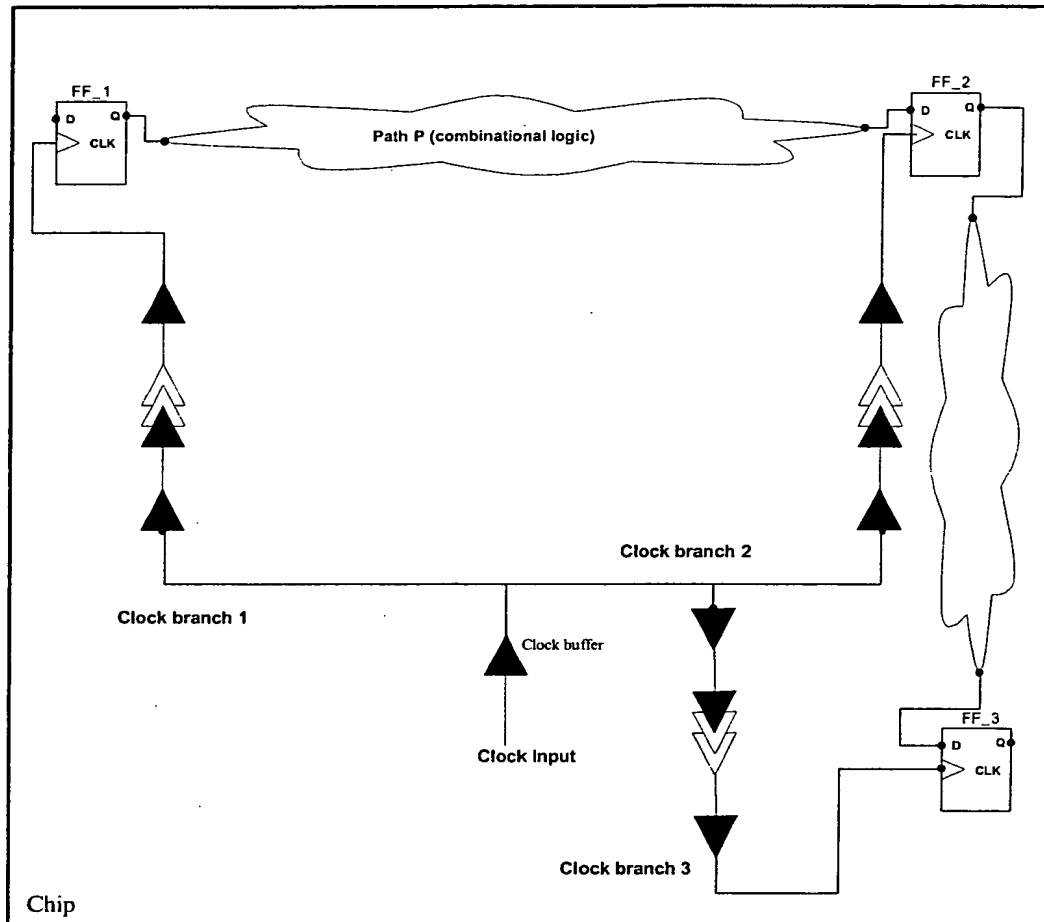 FF_1
D
Q
CLK
Path P (combinational logic)
FF_2
D
Q
CLK
Clock branch 2
Clock branch 1
Clock buffer
Clock Input
FF_3
D
Q
CLK
Clock branch 3
Chip